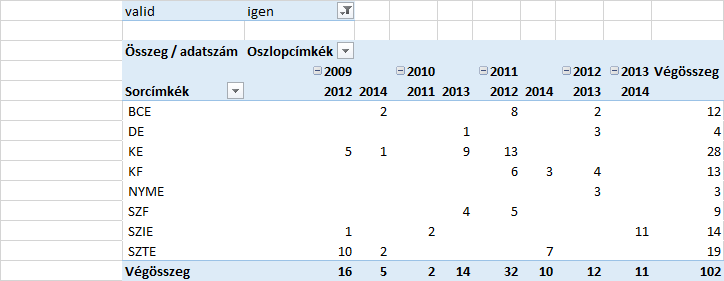 valid igen
Összeg / adatszám Oszlopcímkék
2009 2010 2011 2012 2013 Végösszeg
Sorcímkék 2012 2014 2011 2013 2012 2014 2013 2014
BCE 2 8 2 12
DE 1 3 4
KE 5 1 9 13 28
KF 6 3 4 13
NYME 3 3
SZF 4 5 9
SZIE 1 2 11 14
SZTE 10 2 7 19
Végösszeg 16 5 2 14 32 10 12 11 102